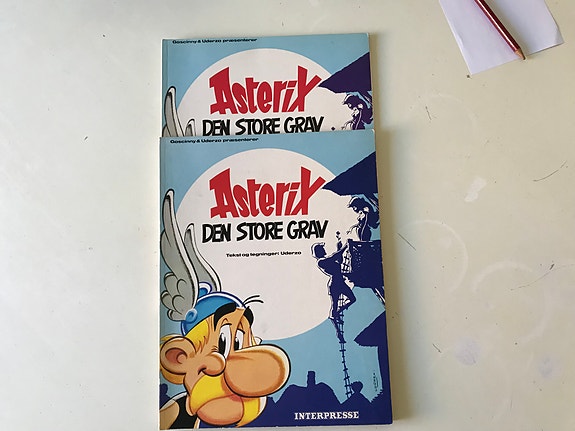 Goscinny & Uderzo præsenterer
Asterix
DEN STORE GRAV
Goscinny & Uderzo præsenterer
Asterix
DEN STORE GRAV
Tekst og tegninger: Uderzo
INTERPRESSE